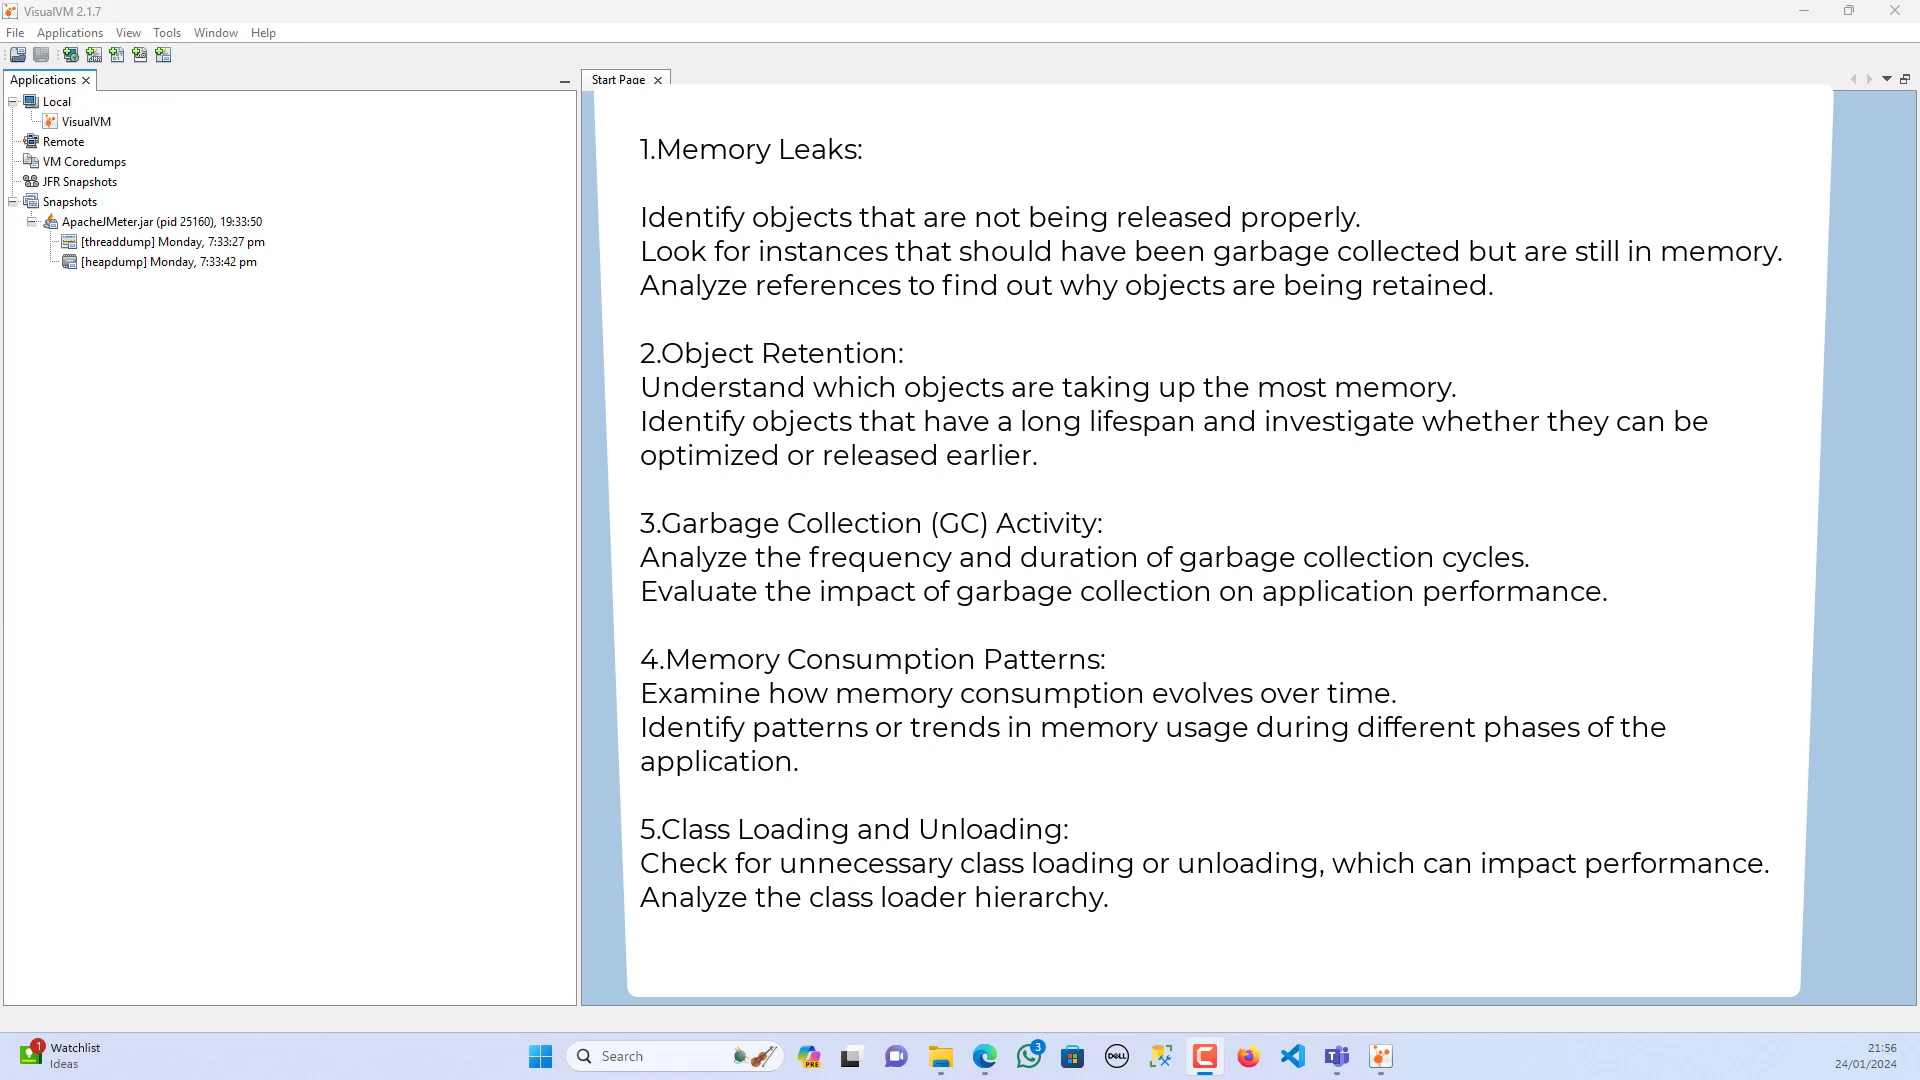 VisualVM 2.1.7
File Applications View Tools Window Help
Applications
Start Page
Local
VisualVM
Remote
VM Coredumps
JFR Snapshots
Snapshots
ApacheJMeter.jar (pid 25160), 19:33:50
[threaddump] Monday, 7:33:27 pm
[heapdump] Monday, 7:33:42 pm
1.Memory Leaks:
Identify objects that are not being released properly.
Look for instances that should have been garbage collected but are still in memory.
Analyze references to find out why objects are being retained.
2.Object Retention:
Understand which objects are taking up the most memory.
Identify objects that have a long lifespan and investigate whether they can be
optimized or released earlier.
3.Garbage Collection (GC) Activity:
Analyze the frequency and duration of garbage collection cycles.
Evaluate the impact of garbage collection on application performance.
4.Memory Consumption Patterns:
Examine how memory consumption evolves over time.
Identify patterns or trends in memory usage during different phases of the
application.
5.Class Loading and Unloading:
Check for unnecessary class loading or unloading, which can impact performance.
Analyze the class loader hierarchy.
1
Watchlist
Ideas
Search
PRE
3
DELL
21:56
24/01/2024